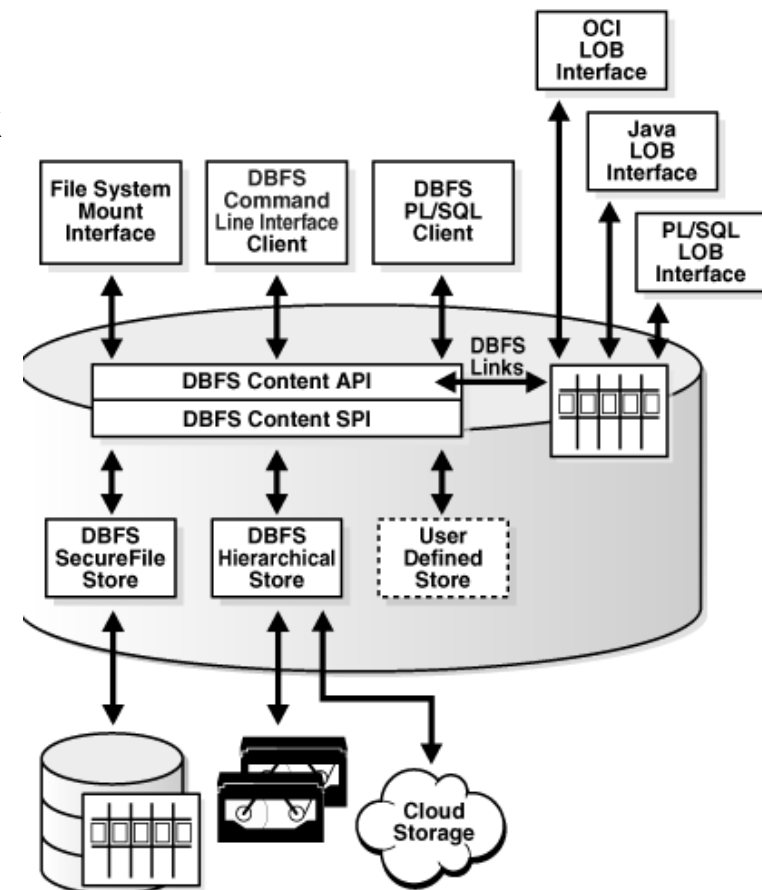 OCI
LOB
Interface
Java
LOB
Interface
File System
Mount
Interface
DBFS
Command
Line Interface
Client
DBFS
PL/SQL
Client
PL/SQL
LOB
Interface
DBFS
Links
DBFS Content API
DBFS Content SPI
DBFS
SecureFile
Store
DBFS
Hierarchical
Store
User
Defined
Store
Cloud
Storage